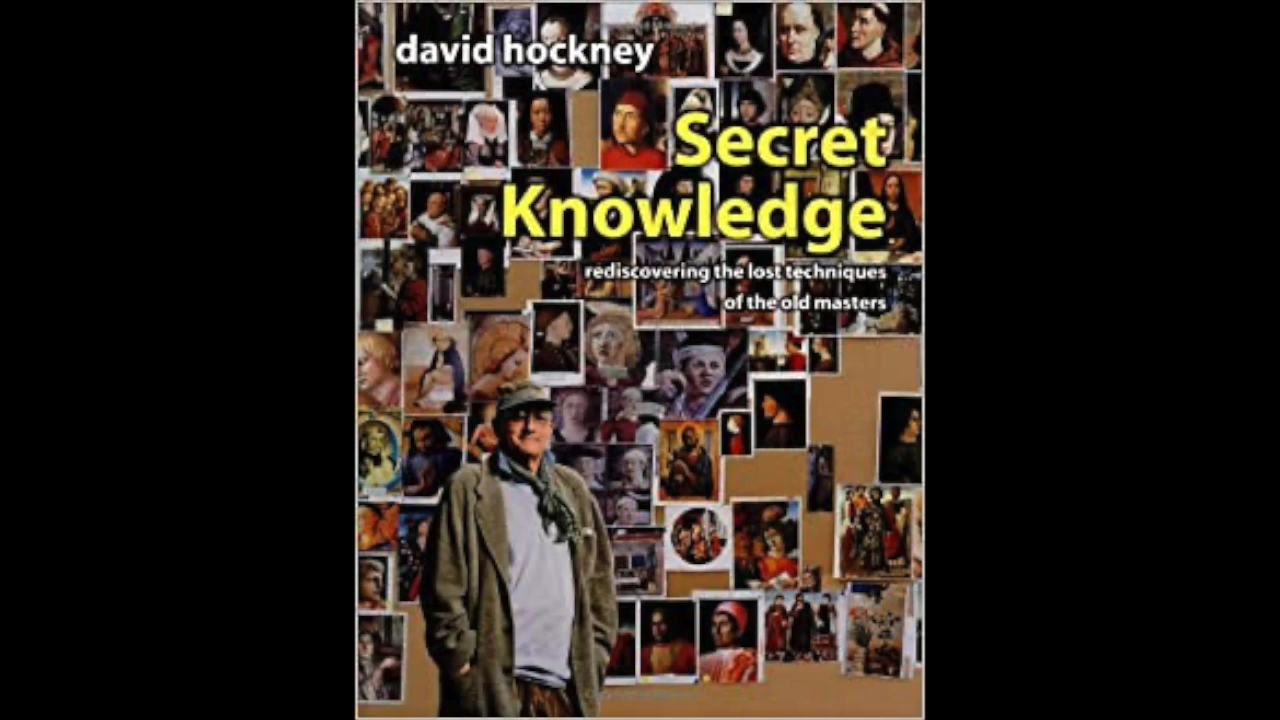 david hockney
Secret
Knowledge
rediscovering the lost techniques
of the old masters